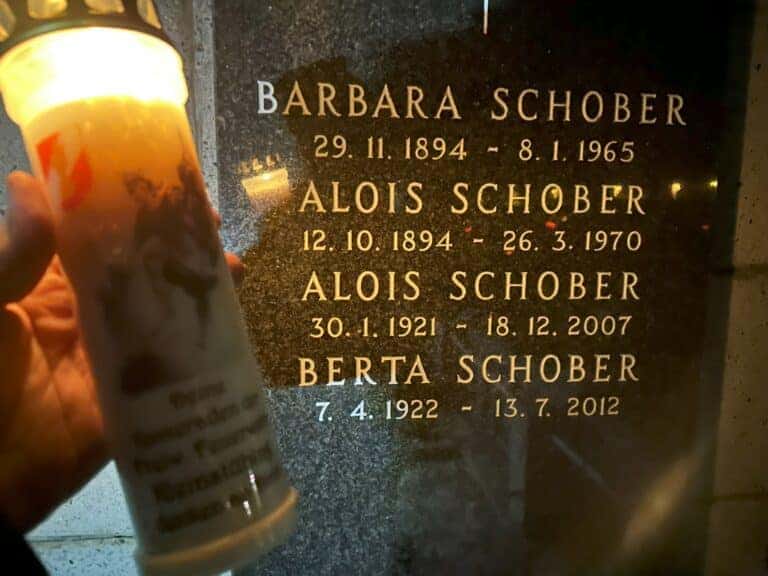 BARBARA SCHOBER
29. 11. 1894 - 8. 1. 1965
ALOIS SCHOBER
12. 10. 1894 - 26. 3. 1970
ALOIS SCHOBER
30. 1. 1921 - 18. 12. 2007
BERTA SCHOBER
7. 4. 1922 - 13. 7. 2012